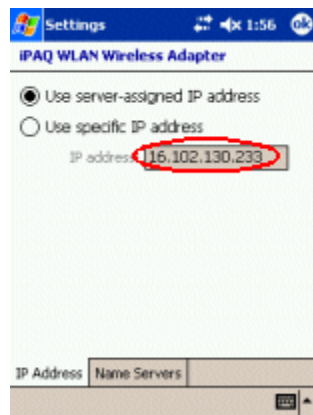 Settings 1:56 ok
iPAQ WLAN Wireless Adapter
Use server-assigned IP address
Use specific IP address
IP address 16.102.130.233
IP Address Name Servers